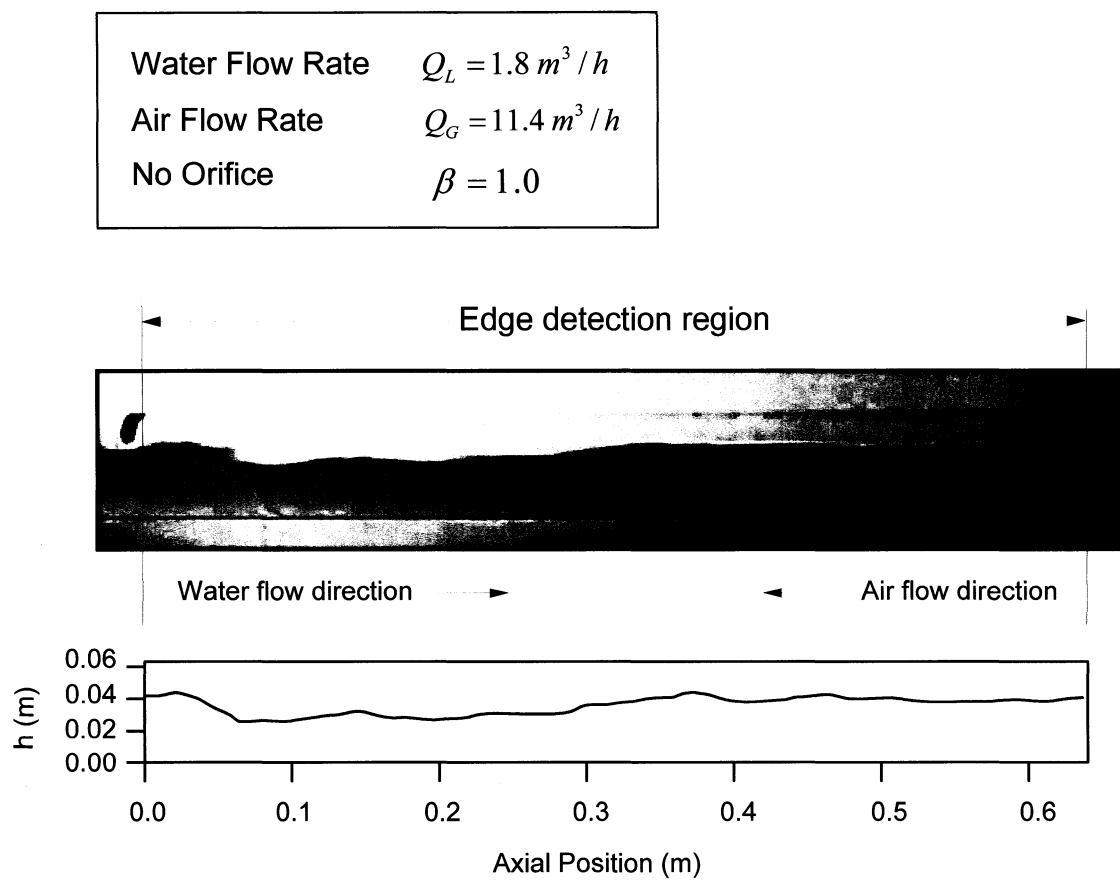 Water Flow Rate Q_L = 1.8 m³ / h
Air Flow Rate Q_G = 11.4 m³ / h
No Orifice β = 1.0
Edge detection region
Water flow direction
Air flow direction
0.06
0.04
0.02
0.00
h (m)
0.0 0.1 0.2 0.3 0.4 0.5 0.6
Axial Position (m)